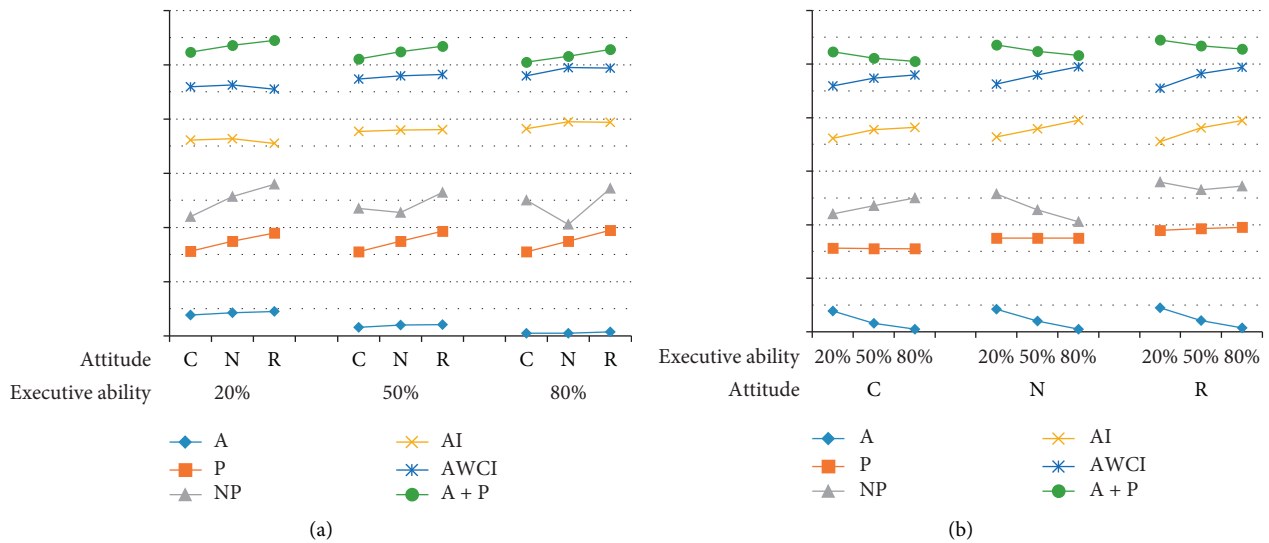 Attitude C N R C N R C N R
Executive ability 20% 50% 80%
A AI
P AWCI
NP A + P
(a)
Executive ability 20% 50% 80% 20% 50% 80% 20% 50% 80%
Attitude C N R
A AI
P AWCI
NP A + P
(b)